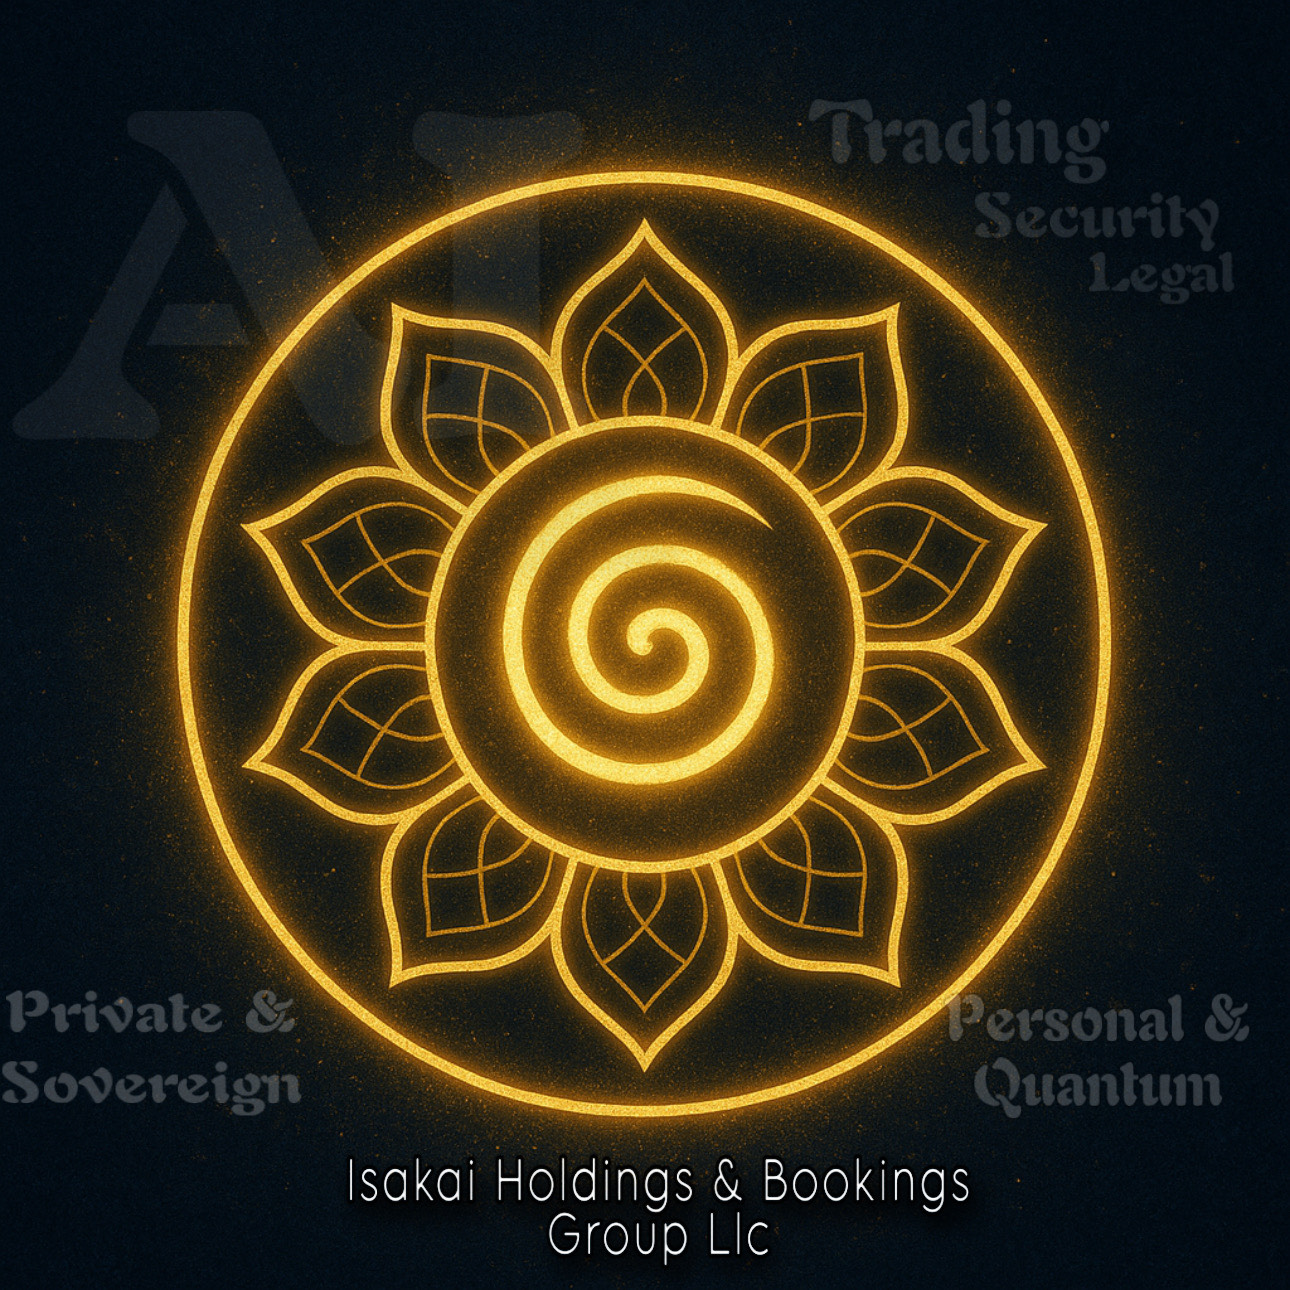 AI
Trading
Security
Legal
Private &
Sovereign
Personal &
Quantum
Isakai Holdings & Bookings
Group Llc